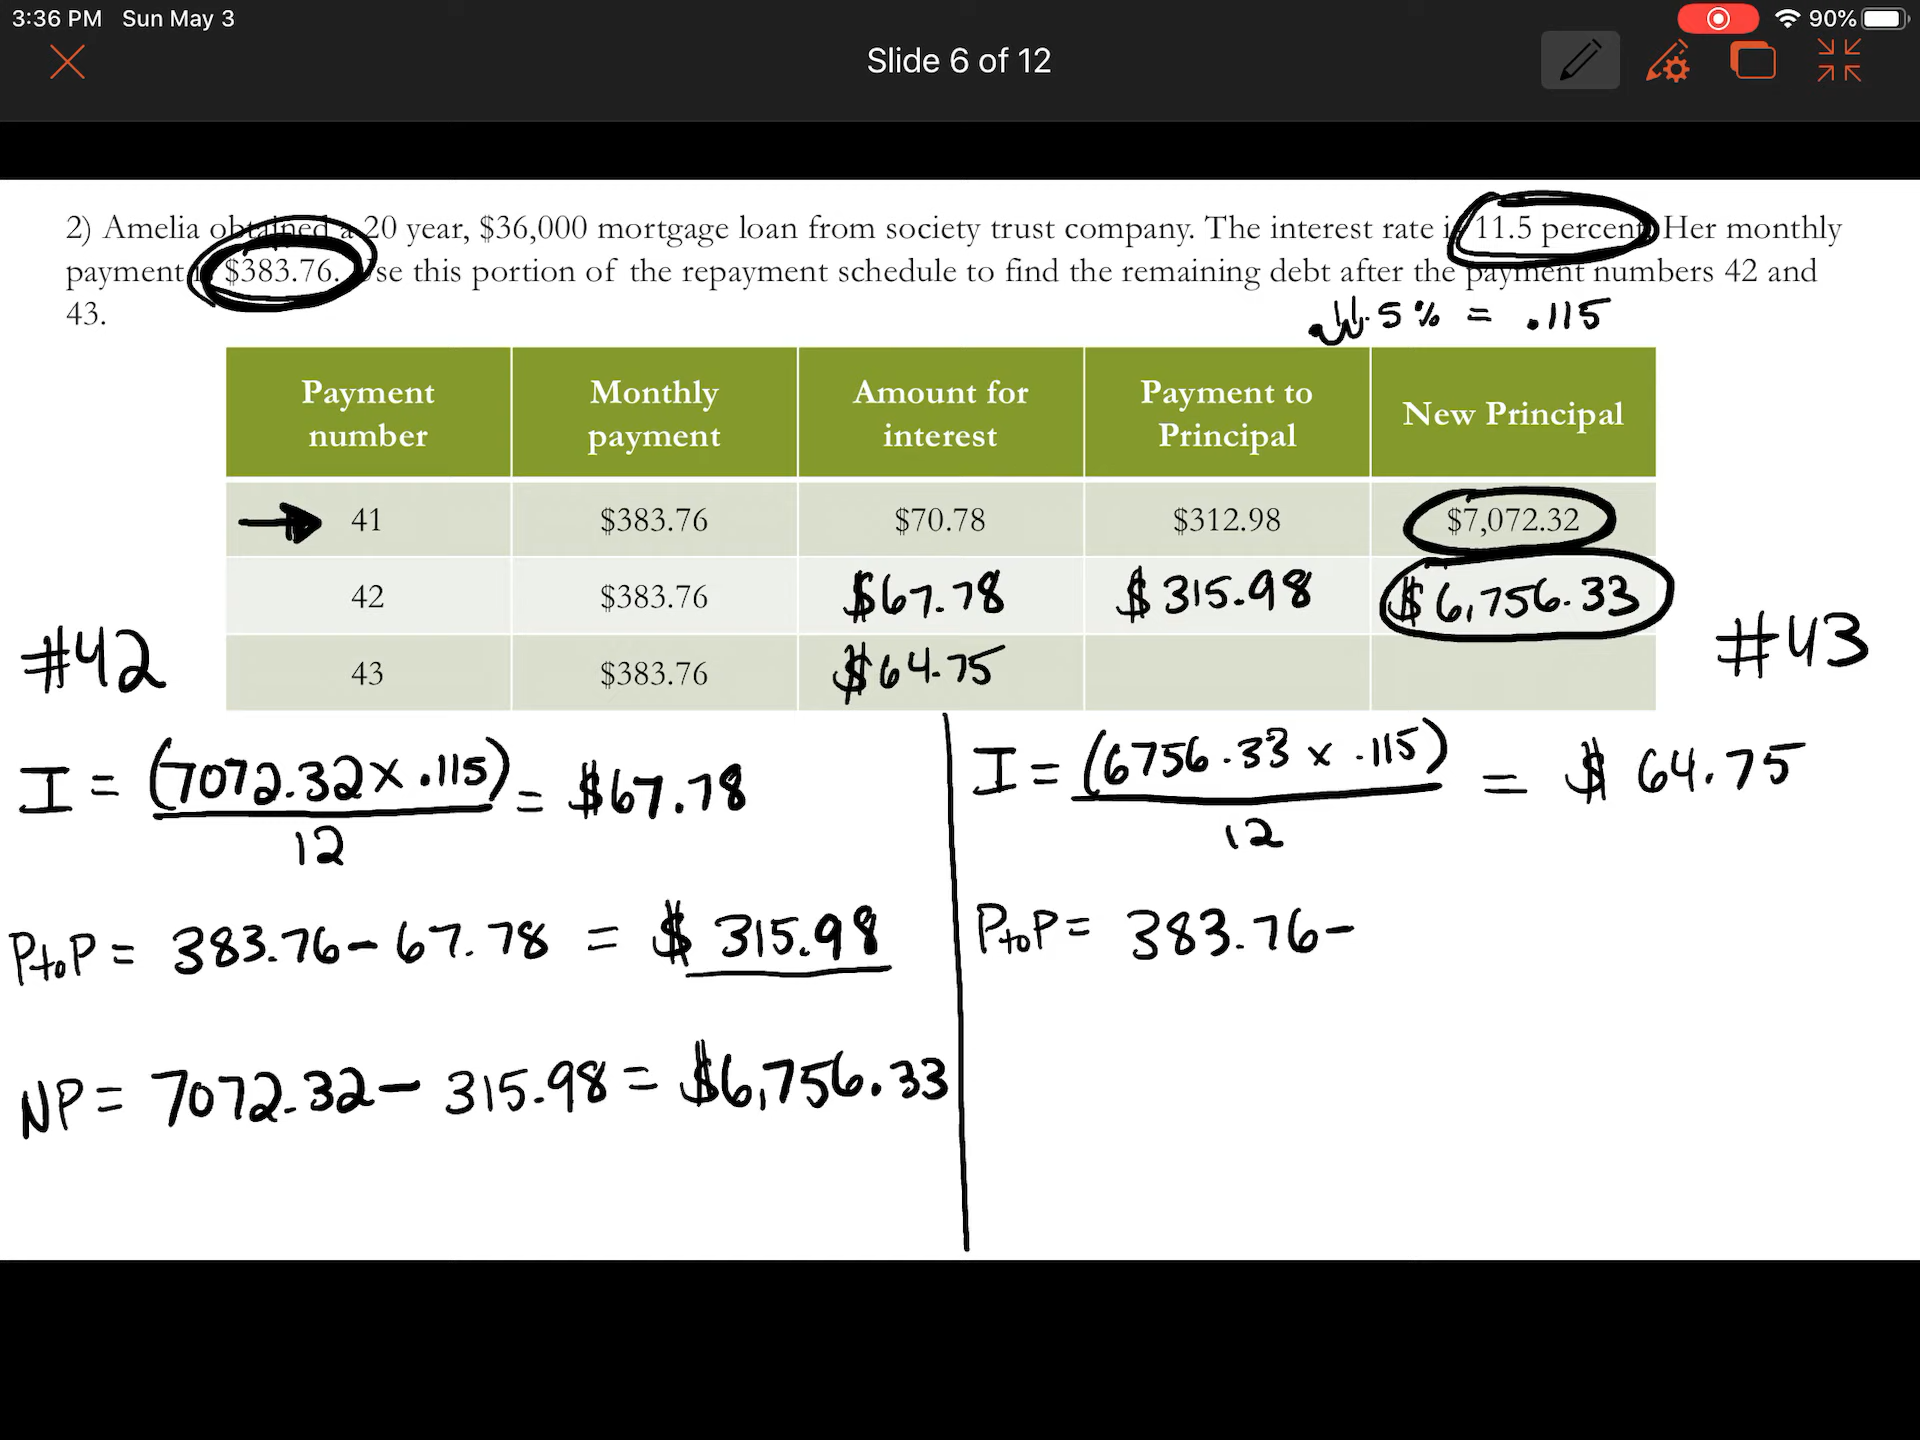 3:36 PM Sun May 3
90%
Slide 6 of 12
2) Amelia obtained a 20 year, $36,000 mortgage loan from society trust company. The interest rate is 11.5 percent. Her monthly
payment $383.76. Use this portion of the repayment schedule to find the remaining debt after the payment numbers 42 and
43.
11.5% = .115
Payment number Monthly payment Amount for interest Payment to Principal New Principal
41 $383.76 $70.78 $312.98 $7,072.32
42 $383.76 $67.78 $315.98 $6,756.33
43 $383.76 $64.75
#42
I = (7072.32 x .115) = $67.78
12
PtoP = 383.76 - 67.78 = $315.98
NP = 7072.32 - 315.98 = $6,756.33
#43
I = (6756.33 x .115) = $64.75
12
PtoP = 383.76 -